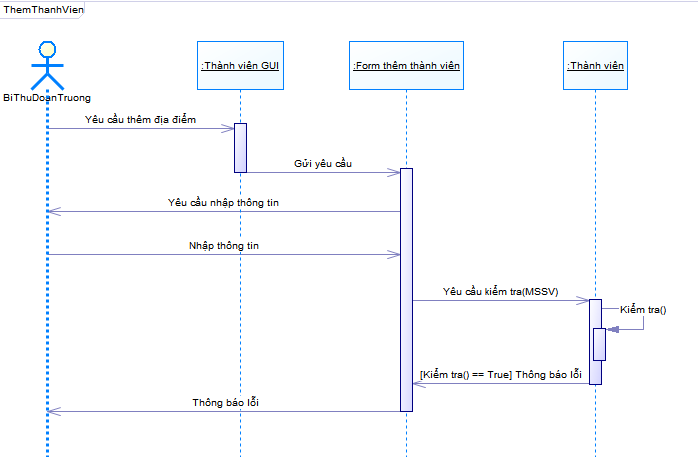 ThemThanhVien
:Thành viên GUI
:Form thêm thành viên
:Thành viên
BiThuDoanTruong
Yêu cầu thêm địa điểm
Gửi yêu cầu
Yêu cầu nhập thông tin
Nhập thông tin
Yêu cầu kiểm tra(MSSV)
Kiểm tra()
[Kiểm tra() == True] Thông báo lỗi
Thông báo lỗi